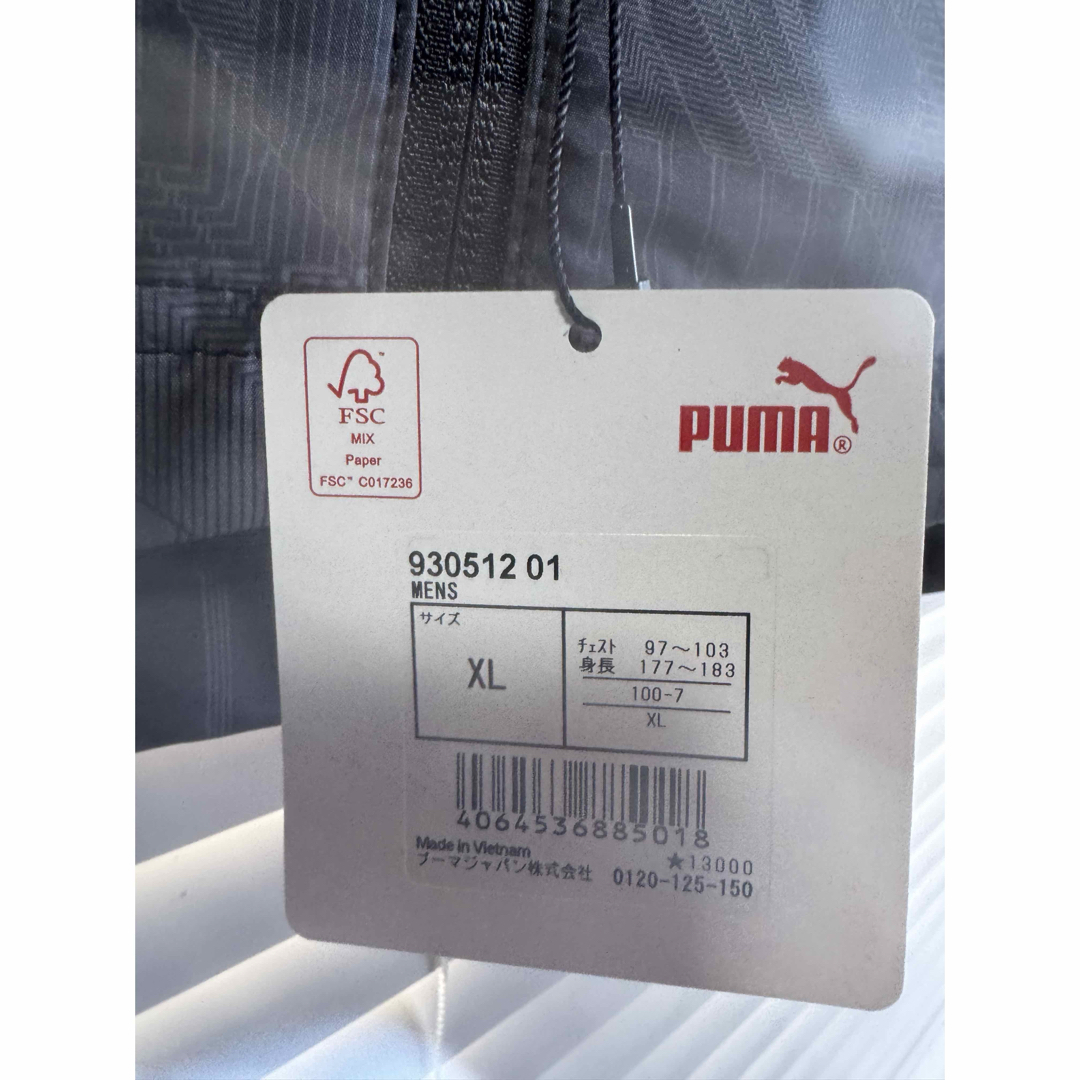 FSC
MIX
Paper
FSC™ C017236
PUMA®
930512 01
MENS
サイズ
XL
チェスト 97～103
身長 177～183
100-7
XL
4064536885018
Made in Vietnam
★13000
プーマジャパン株式会社 0120-125-150